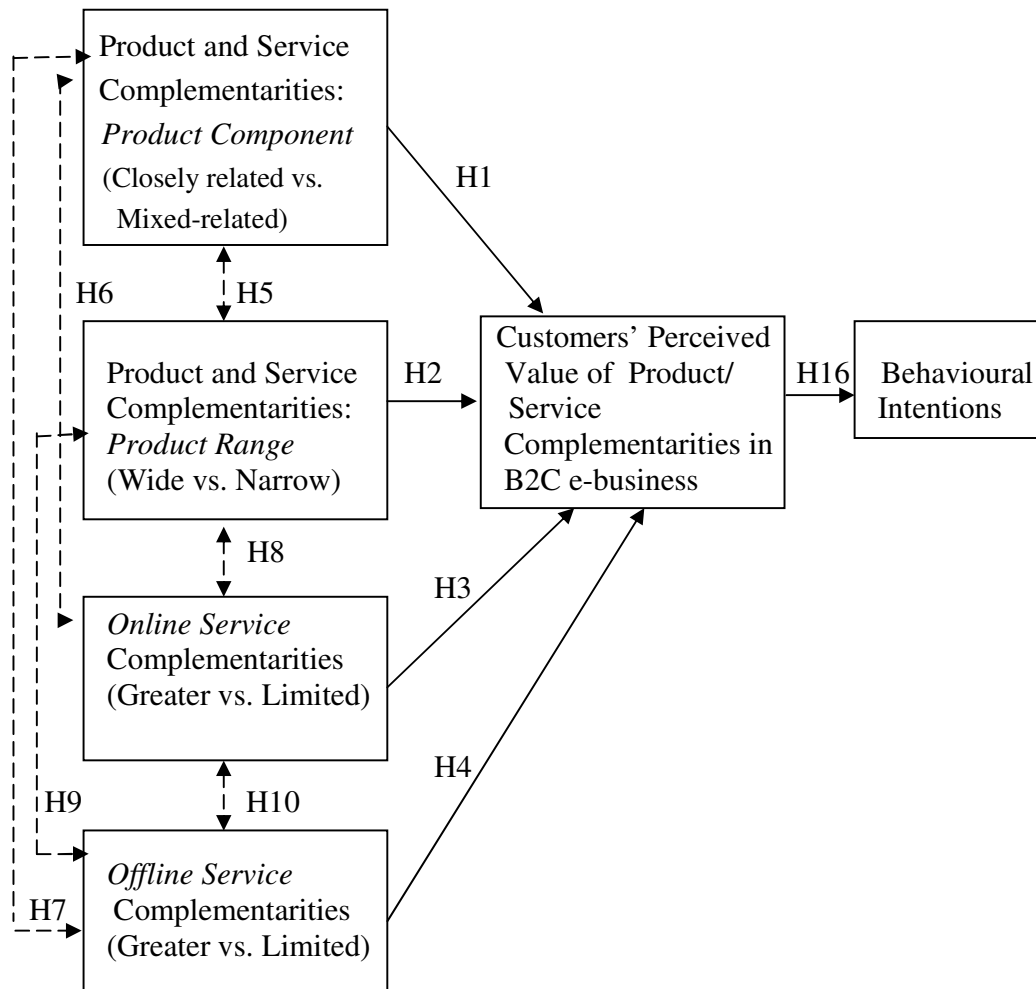 Product and Service
Complementarities:
Product Component
(Closely related vs.
Mixed-related)
H1
H6
H5
Product and Service
Complementarities:
Product Range
(Wide vs. Narrow)
H2
Customers’ Perceived
Value of Product/
Service
Complementarities in
B2C e-business
H16
Behavioural
Intentions
H8
H3
Online Service
Complementarities
(Greater vs. Limited)
H4
H9
H10
Offline Service
Complementarities
(Greater vs. Limited)
H7